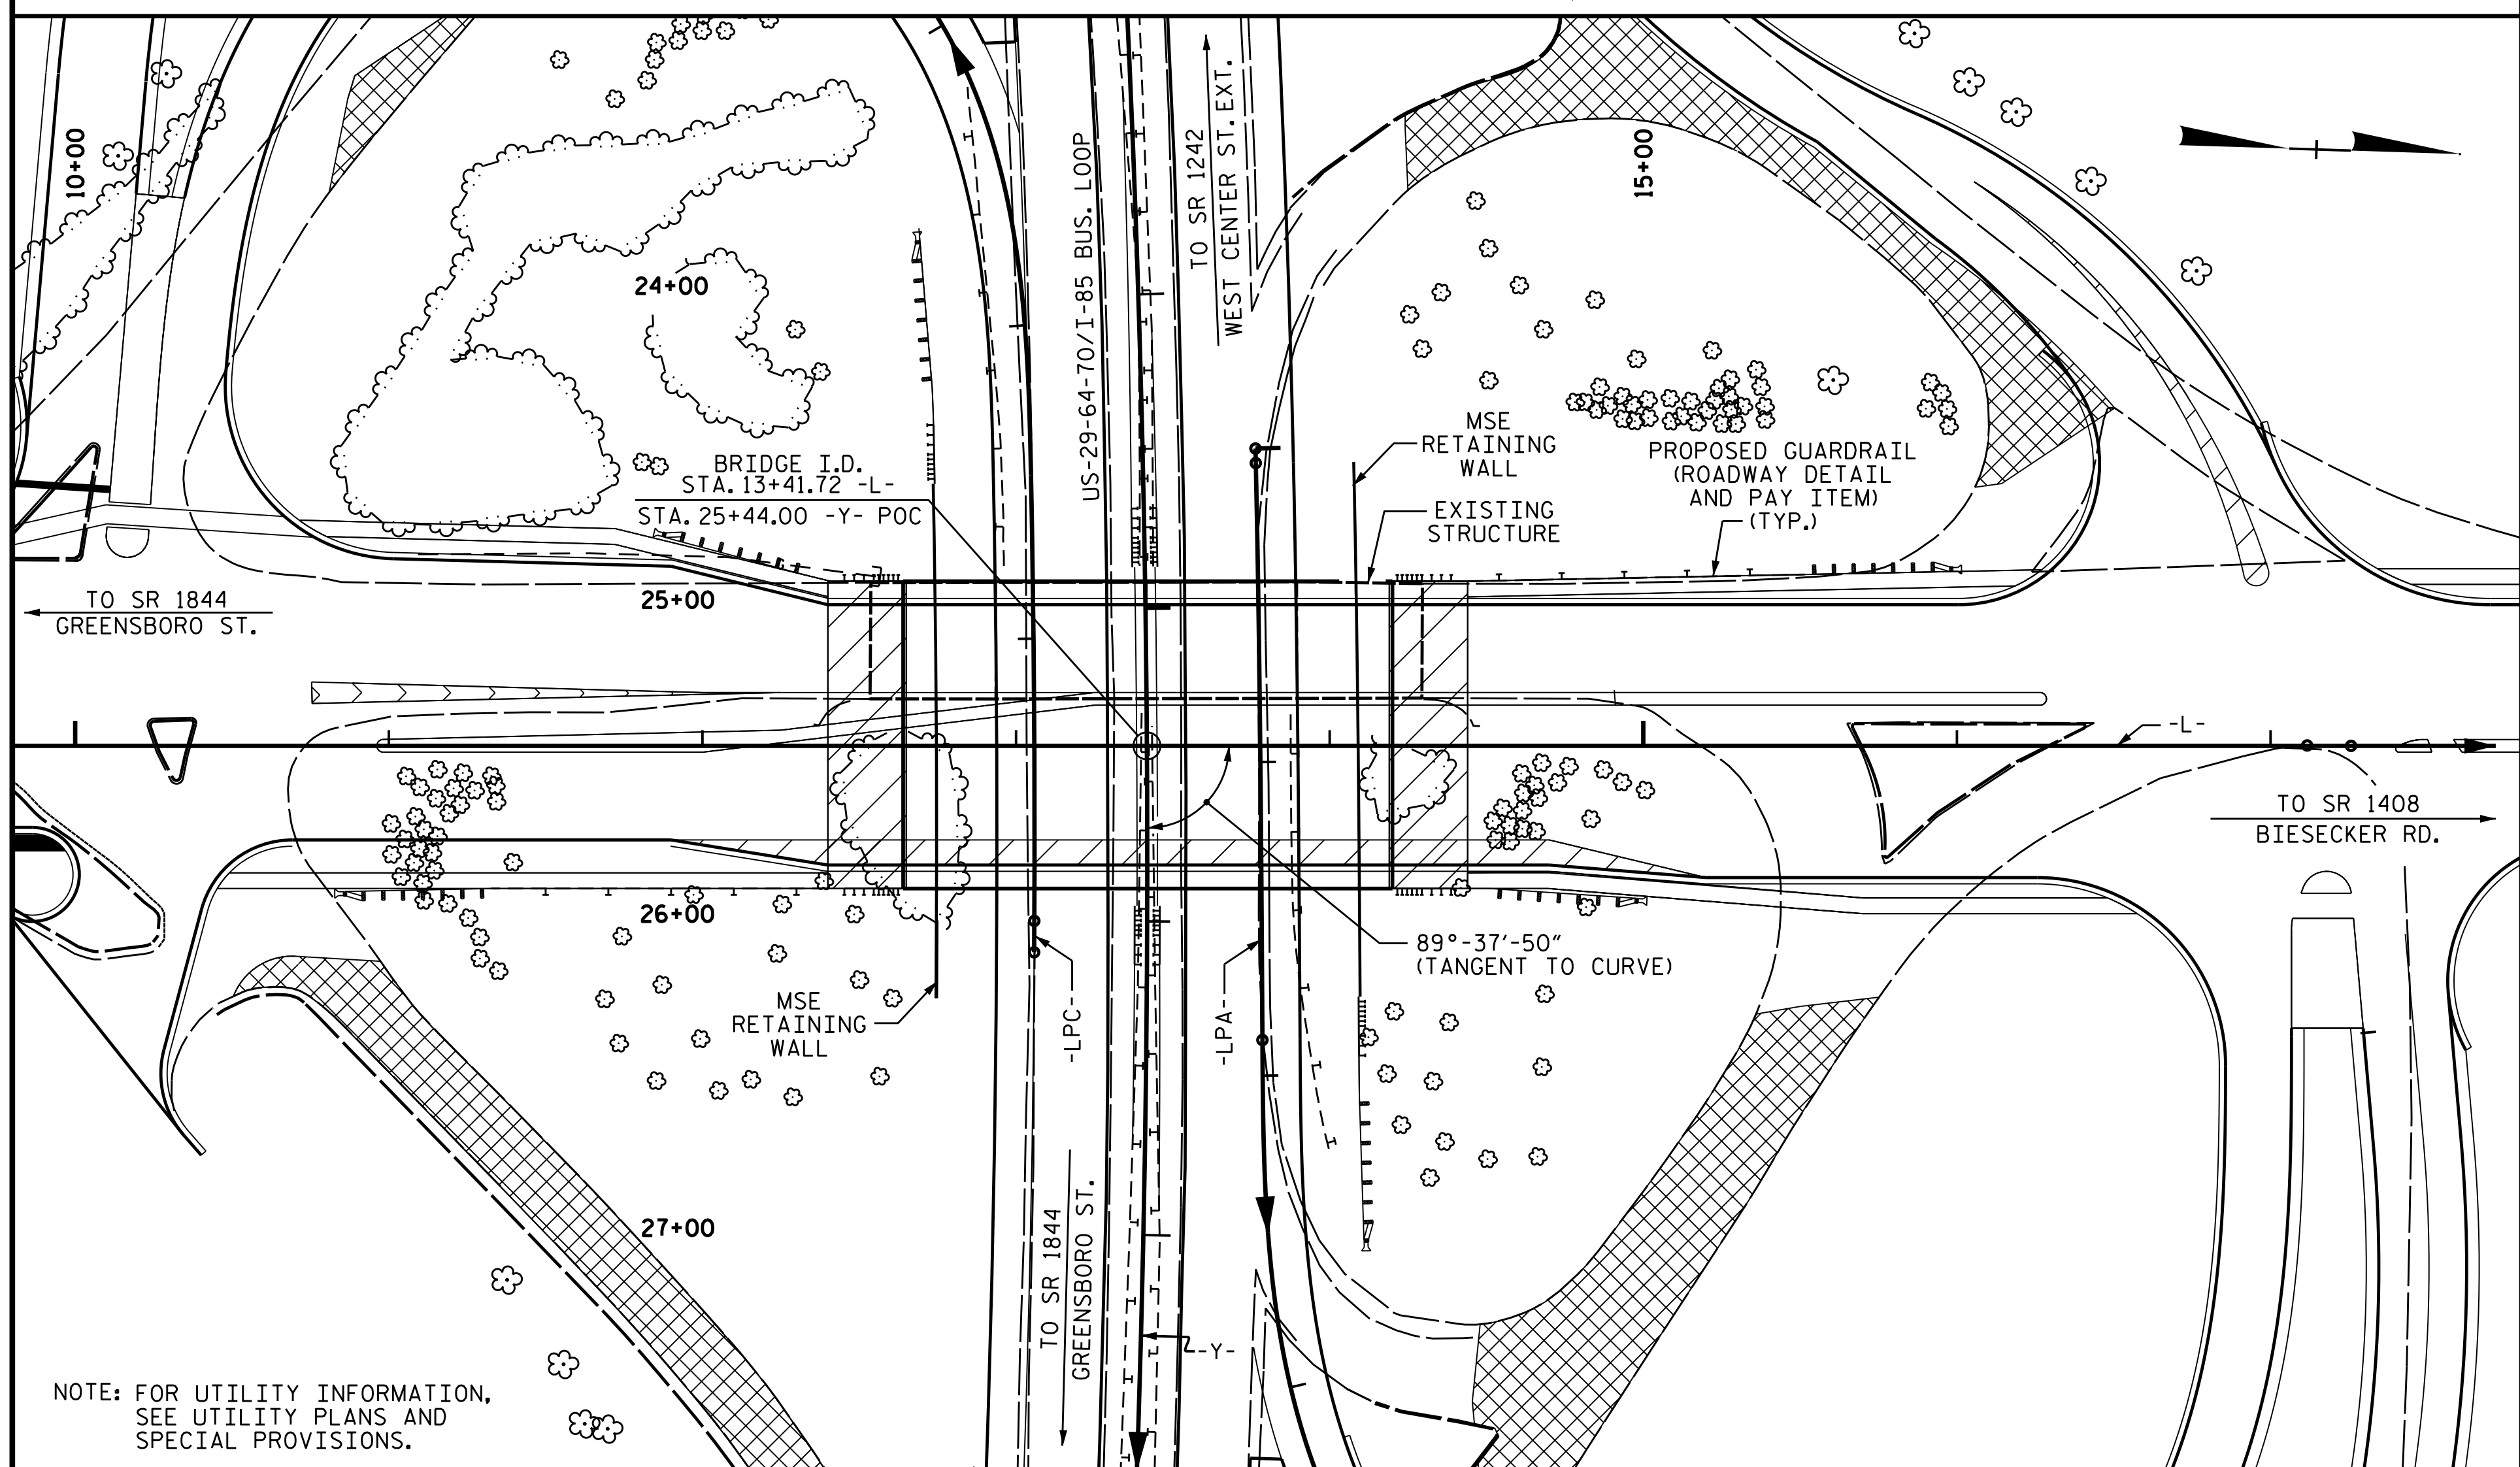 10+00
US-29-64-70/I-85 BUS. LOOP
TO SR 1242
WEST CENTER ST. EXT.
15+00
24+00
BRIDGE I.D.
STA. 13+41.72 -L-
STA. 25+44.00 -Y- POC
MSE
RETAINING
WALL
EXISTING
STRUCTURE
PROPOSED GUARDRAIL
(ROADWAY DETAIL
AND PAY ITEM)
(TYP.)
TO SR 1844
GREENSBORO ST.
25+00
-L-
TO SR 1408
BIESECKER RD.
26+00
89°-37'-50"
(TANGENT TO CURVE)
MSE
RETAINING
WALL
-LPC-
-LPA-
27+00
TO SR 1844
GREENSBORO ST.
-Y-
NOTE: FOR UTILITY INFORMATION,
SEE UTILITY PLANS AND
SPECIAL PROVISIONS.